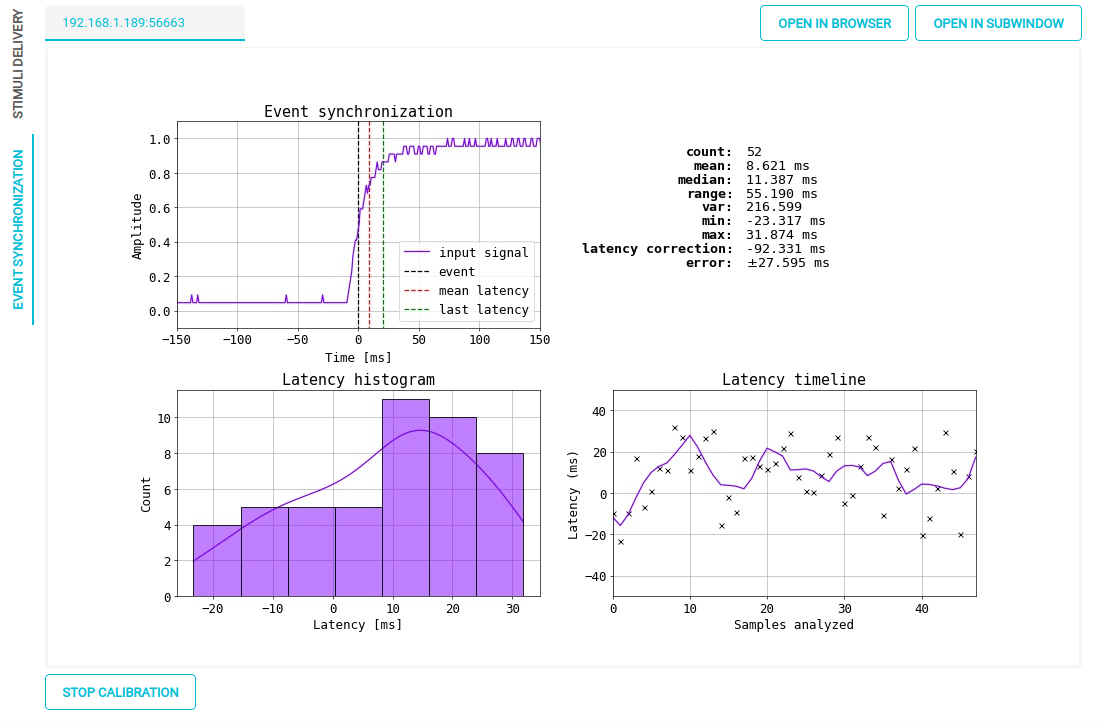 STIMULI DELIVERY
EVENT SYNCHRONIZATION
192.168.1.189:56663
OPEN IN BROWSER
OPEN IN SUBWINDOW
Event synchronization
1.0
0.8
0.6
0.4
0.2
0.0
Amplitude
input signal
event
mean latency
last latency
−150 −100 −50 0 50 100 150
Time [ms]
count: 52
mean: 8.621 ms
median: 11.387 ms
range: 55.190 ms
var: 216.599
min: -23.317 ms
max: 31.874 ms
latency correction: -92.331 ms
error: ±27.595 ms
Latency histogram
10
8
6
4
2
0
Count
−20 −10 0 10 20 30
Latency [ms]
Latency timeline
40
20
0
−20
−40
Latency (ms)
0 10 20 30 40
Samples analyzed
STOP CALIBRATION